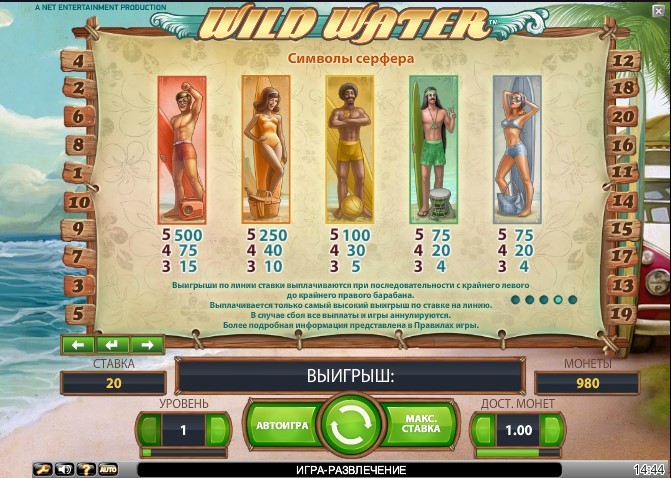 A NET ENTERTAINMENT PRODUCTION
WILD WATER™
Символы серфера
4
2
6
8
1
10
9
7
3
5
12
18
20
16
11
14
15
17
13
19
5 500
4 75
3 15
5 250
4 40
3 10
5 100
4 30
3 5
5 75
4 20
3 4
5 75
4 20
3 4
Выигрыши по линии ставки выплачиваются при последовательности с крайнего левого
до крайнего правого барабана.
Выплачивается только самый высокий выигрыш по ставке на линию.
В случае сбоя все выплаты и игры аннулируются.
Более подробная информация представлена в Правилах игры.
СТАВКА
20
ВЫИГРЫШ:
МОНЕТЫ
980
УРОВЕНЬ
1
АВТОИГРА
МАКС.
СТАВКА
ДОСТ. МОНЕТ
1.00
?
AUTO
ИГРА-РАЗВЛЕЧЕНИЕ
14:44